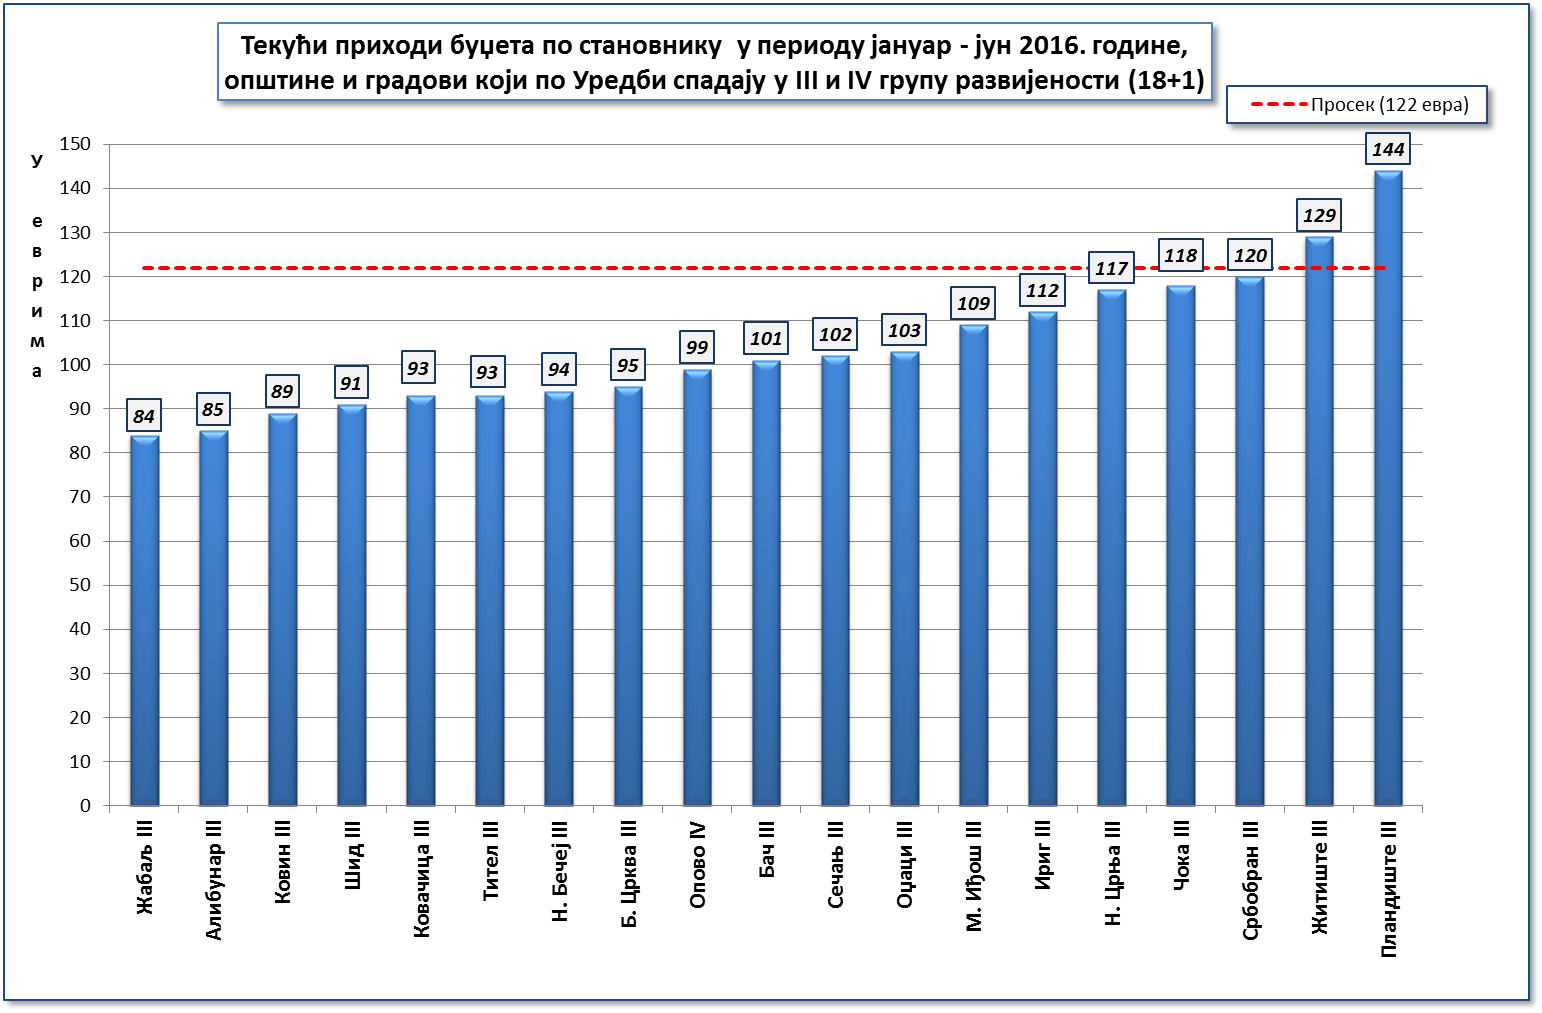 Текући приходи буџета по становнику у периоду јануар - јун 2016. године,
општине и градови који по Уредби спадају у III и IV групу развијености (18+1)
Просек (122 евра)
У еврима
150
140
130
120
110
100
90
80
70
60
50
40
30
20
10
0
84
85
89
91
93
93
94
95
99
101
102
103
109
112
117
118
120
129
144
Жабаљ III
Алибунар III
Ковин III
Шид III
Ковачица III
Тител III
Н. Бечеј III
Б. Црква III
Опово IV
Бач III
Сечањ III
Оџаци III
М. Иђош III
Ириг III
Н. Црња III
Чока III
Србобран III
Житиште III
Пландиште III